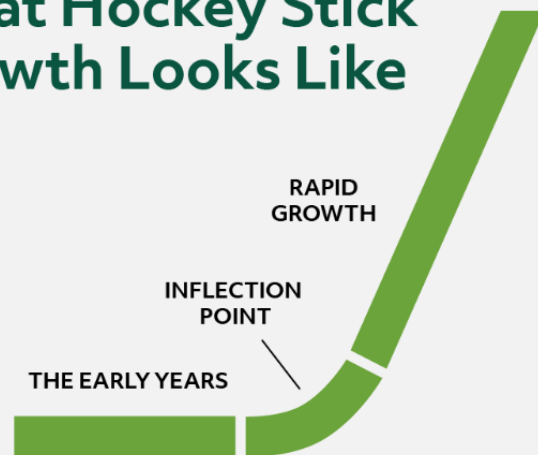 at Hockey Stick
wth Looks Like
RAPID
GROWTH
INFLECTION
POINT
THE EARLY YEARS